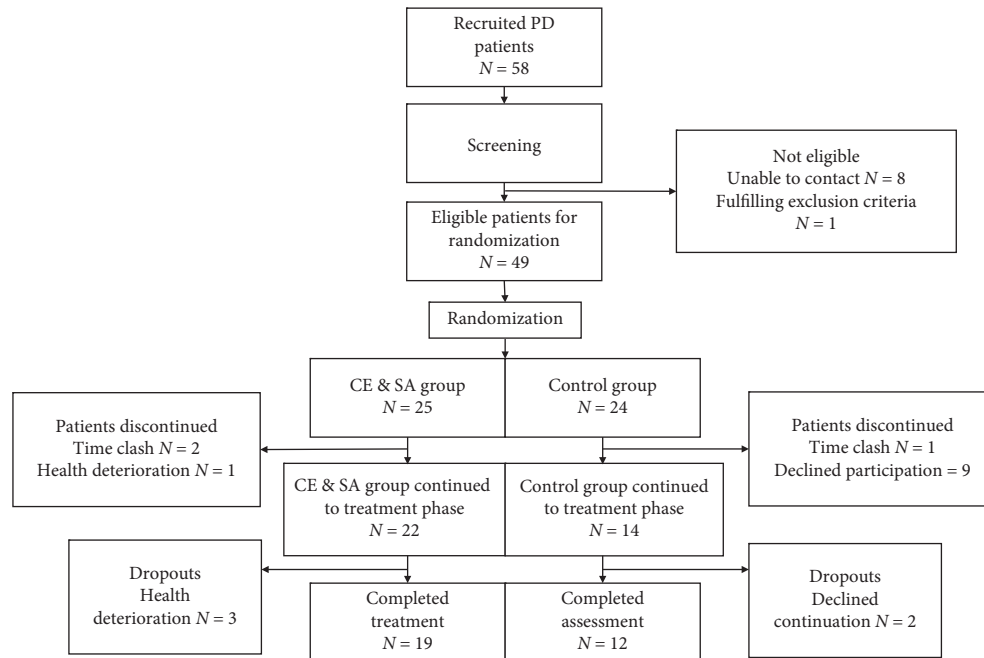 Recruited PD
patients
N = 58
Screening
Not eligible
Unable to contact N = 8
Fulfilling exclusion criteria
N = 1
Eligible patients for
randomization
N = 49
Randomization
CE & SA group
N = 25
Control group
N = 24
Patients discontinued
Time clash N = 2
Health deterioration N = 1
Patients discontinued
Time clash N = 1
Declined participation = 9
CE & SA group continued
to treatment phase
N = 22
Control group continued
to treatment phase
N = 14
Dropouts
Health
deterioration N = 3
Dropouts
Declined
continuation N = 2
Completed
treatment
N = 19
Completed
assessment
N = 12